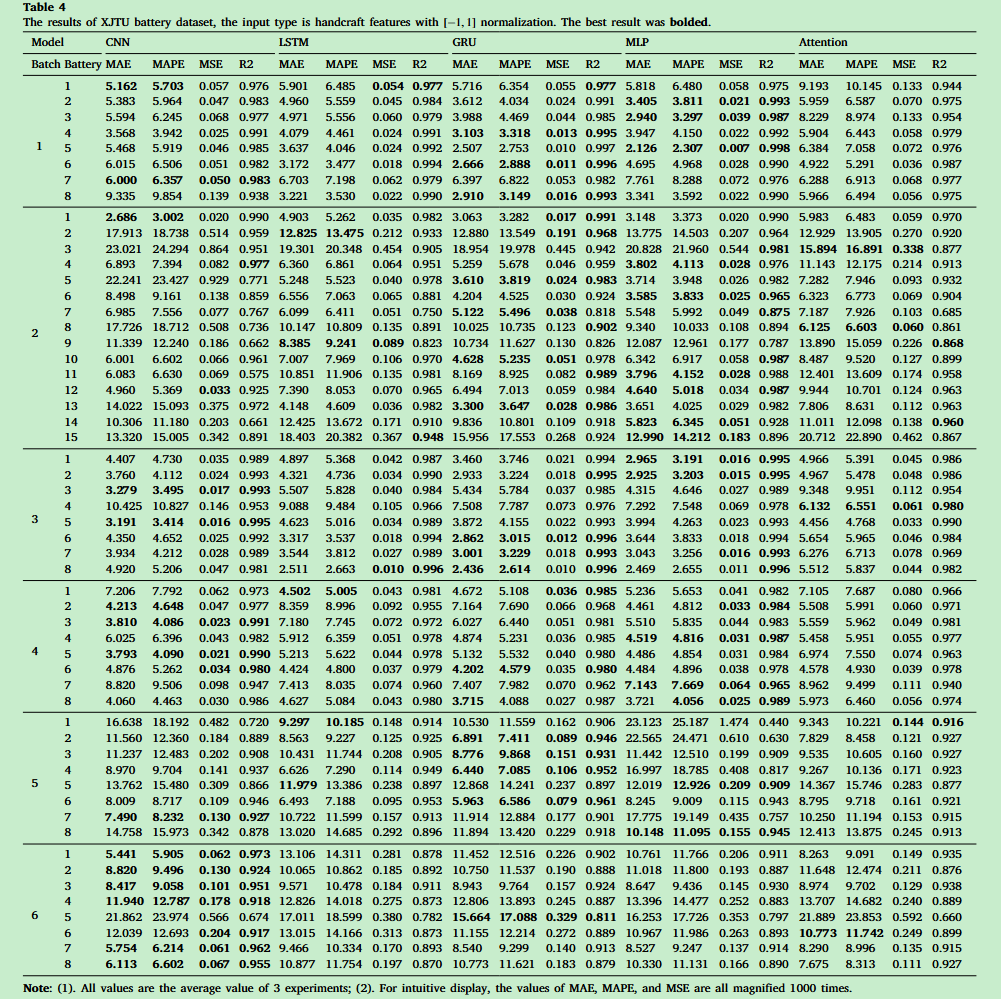 Table 4
The results of XJTU battery dataset, the input type is handcraft features with [−1, 1] normalization. The best result was bolded.
Model CNN LSTM GRU MLP Attention
Batch Battery MAE MAPE MSE R2 MAE MAPE MSE R2 MAE MAPE MSE R2 MAE MAPE MSE R2 MAE MAPE MSE R2
1 5.162 5.703 0.057 0.976 5.901 6.485 0.054 0.977 5.716 6.354 0.055 0.977 5.818 6.480 0.058 0.975 9.193 10.145 0.133 0.944
2 5.383 5.964 0.047 0.983 4.960 5.559 0.045 0.984 3.612 4.034 0.024 0.991 3.405 3.811 0.021 0.993 5.959 6.587 0.070 0.975
3 5.594 6.245 0.068 0.977 4.971 5.556 0.060 0.979 3.988 4.469 0.044 0.985 2.940 3.297 0.039 0.987 8.229 8.974 0.133 0.954
4 3.568 3.942 0.025 0.991 4.079 4.461 0.024 0.991 3.103 3.318 0.013 0.995 3.947 4.150 0.022 0.992 5.904 6.443 0.058 0.979
1 5 5.468 5.919 0.046 0.985 3.637 4.046 0.024 0.992 2.507 2.753 0.010 0.997 2.126 2.307 0.007 0.998 6.384 7.058 0.072 0.976
6 6.015 6.506 0.051 0.982 3.172 3.477 0.018 0.994 2.666 2.888 0.011 0.996 4.695 4.968 0.028 0.990 4.922 5.291 0.036 0.987
7 6.000 6.357 0.050 0.983 6.703 7.198 0.062 0.979 6.397 6.822 0.053 0.982 7.761 8.288 0.072 0.976 6.288 6.913 0.068 0.977
8 9.335 9.854 0.139 0.938 3.221 3.530 0.022 0.990 2.910 3.149 0.016 0.993 3.341 3.592 0.022 0.990 5.966 6.494 0.056 0.975
1 2.686 3.002 0.020 0.990 4.903 5.262 0.035 0.982 3.063 3.282 0.017 0.991 3.148 3.373 0.020 0.990 5.983 6.483 0.059 0.970
2 17.913 18.738 0.514 0.959 12.825 13.475 0.212 0.933 12.880 13.549 0.191 0.968 13.775 14.503 0.207 0.964 12.929 13.905 0.270 0.920
3 23.021 24.294 0.864 0.951 19.301 20.348 0.454 0.905 18.954 19.978 0.445 0.942 20.828 21.960 0.544 0.981 15.894 16.891 0.338 0.877
4 6.893 7.394 0.082 0.977 6.360 6.861 0.064 0.951 5.259 5.678 0.046 0.959 3.802 4.113 0.028 0.976 11.143 12.175 0.214 0.913
5 22.241 23.427 0.929 0.771 5.248 5.523 0.040 0.978 3.610 3.819 0.024 0.983 3.714 3.948 0.026 0.982 7.282 7.946 0.093 0.932
6 8.498 9.161 0.138 0.859 6.556 7.063 0.065 0.881 4.204 4.525 0.030 0.924 3.585 3.833 0.025 0.965 6.323 6.773 0.069 0.904
7 6.985 7.556 0.077 0.767 6.099 6.411 0.051 0.750 5.122 5.496 0.038 0.818 5.548 5.992 0.049 0.875 7.187 7.926 0.103 0.685
2 8 17.726 18.712 0.508 0.736 10.147 10.809 0.135 0.891 10.025 10.735 0.123 0.902 9.340 10.033 0.108 0.894 6.125 6.603 0.060 0.861
9 11.339 12.240 0.186 0.662 8.385 9.241 0.089 0.823 10.734 11.627 0.130 0.826 12.087 12.961 0.177 0.787 13.890 15.059 0.226 0.868
10 6.001 6.602 0.066 0.961 7.007 7.969 0.106 0.970 4.628 5.235 0.051 0.978 6.342 6.917 0.058 0.987 8.487 9.520 0.127 0.899
11 6.083 6.630 0.069 0.575 10.851 11.906 0.135 0.981 8.169 8.925 0.082 0.989 3.796 4.152 0.028 0.988 12.401 13.609 0.174 0.958
12 4.960 5.369 0.033 0.925 7.390 8.053 0.070 0.965 6.494 7.013 0.059 0.984 4.640 5.018 0.034 0.987 9.944 10.701 0.124 0.963
13 14.022 15.093 0.375 0.972 4.148 4.609 0.036 0.982 3.300 3.647 0.028 0.986 3.651 4.025 0.029 0.982 7.806 8.631 0.112 0.963
14 10.306 11.180 0.203 0.661 12.425 13.672 0.171 0.910 9.836 10.801 0.109 0.918 5.823 6.345 0.051 0.928 11.011 12.098 0.138 0.960
15 13.320 15.005 0.342 0.891 18.403 20.382 0.367 0.948 15.956 17.553 0.268 0.924 12.990 14.212 0.183 0.896 20.712 22.890 0.462 0.867
1 4.407 4.730 0.035 0.989 4.897 5.368 0.042 0.987 3.460 3.746 0.021 0.994 2.965 3.191 0.016 0.995 4.966 5.391 0.045 0.986
2 3.760 4.112 0.024 0.993 4.321 4.736 0.034 0.990 2.933 3.224 0.018 0.995 2.925 3.203 0.015 0.995 4.967 5.478 0.048 0.986
3 3.279 3.495 0.017 0.993 5.507 5.828 0.040 0.984 5.434 5.784 0.037 0.985 4.315 4.646 0.027 0.989 9.348 9.951 0.112 0.954
4 10.425 10.827 0.146 0.953 9.088 9.484 0.105 0.966 7.508 7.787 0.073 0.976 7.292 7.548 0.069 0.978 6.132 6.551 0.061 0.980
3 5 3.191 3.414 0.016 0.995 4.623 5.016 0.034 0.989 3.872 4.155 0.022 0.993 3.994 4.263 0.023 0.993 4.456 4.768 0.033 0.990
6 4.350 4.652 0.025 0.992 3.317 3.537 0.018 0.994 2.862 3.015 0.012 0.996 3.644 3.833 0.018 0.994 5.654 5.965 0.046 0.984
7 3.934 4.212 0.028 0.989 3.544 3.812 0.027 0.989 3.001 3.229 0.018 0.993 3.043 3.256 0.016 0.993 6.276 6.713 0.078 0.969
8 4.920 5.206 0.047 0.981 2.511 2.663 0.010 0.996 2.436 2.614 0.010 0.996 2.469 2.655 0.011 0.996 5.512 5.837 0.044 0.982
1 7.206 7.792 0.062 0.973 4.502 5.005 0.043 0.981 4.672 5.108 0.036 0.985 5.236 5.653 0.041 0.982 7.105 7.687 0.080 0.966
2 4.213 4.648 0.047 0.977 8.359 8.996 0.092 0.955 7.164 7.690 0.066 0.968 4.461 4.812 0.033 0.984 5.508 5.991 0.060 0.971
3 3.810 4.086 0.023 0.991 7.180 7.745 0.072 0.972 6.027 6.440 0.051 0.981 5.510 5.835 0.044 0.983 5.559 5.962 0.049 0.981
4 6.025 6.396 0.043 0.982 5.912 6.359 0.051 0.978 4.874 5.231 0.036 0.985 4.519 4.816 0.031 0.987 5.458 5.951 0.055 0.977
4 5 3.793 4.090 0.021 0.990 5.213 5.622 0.044 0.978 5.132 5.532 0.040 0.980 4.486 4.854 0.031 0.984 6.974 7.550 0.074 0.963
6 4.876 5.262 0.034 0.980 4.424 4.800 0.037 0.979 4.202 4.579 0.035 0.980 4.484 4.896 0.038 0.978 4.578 4.930 0.039 0.978
7 8.820 9.506 0.098 0.947 7.413 8.035 0.074 0.960 7.407 7.982 0.070 0.962 7.143 7.669 0.064 0.965 8.962 9.499 0.111 0.940
8 4.060 4.463 0.030 0.986 4.627 5.084 0.043 0.980 3.715 4.088 0.027 0.987 3.721 4.056 0.025 0.989 5.973 6.460 0.056 0.974
1 16.638 18.192 0.482 0.720 9.297 10.185 0.148 0.914 10.530 11.559 0.162 0.906 23.123 25.187 1.474 0.440 9.343 10.221 0.144 0.916
2 11.560 12.360 0.184 0.889 8.563 9.227 0.125 0.925 6.891 7.411 0.089 0.946 22.565 24.471 0.610 0.630 7.829 8.458 0.121 0.927
3 11.237 12.483 0.202 0.908 10.431 11.744 0.208 0.905 8.776 9.868 0.151 0.931 11.442 12.510 0.199 0.909 9.535 10.605 0.160 0.927
4 8.970 9.704 0.141 0.937 6.626 7.290 0.114 0.949 6.440 7.085 0.106 0.952 16.997 18.785 0.408 0.817 9.267 10.136 0.171 0.923
5 5 13.762 15.480 0.309 0.866 11.979 13.386 0.238 0.897 12.868 14.241 0.237 0.897 12.019 12.926 0.209 0.909 14.367 15.746 0.283 0.877
6 8.009 8.717 0.109 0.946 6.493 7.188 0.095 0.953 5.963 6.586 0.079 0.961 8.245 9.009 0.115 0.943 8.795 9.718 0.161 0.921
7 7.490 8.232 0.130 0.927 10.722 11.599 0.157 0.913 11.914 12.884 0.177 0.901 17.775 19.149 0.435 0.757 10.250 11.194 0.153 0.915
8 14.758 15.973 0.342 0.878 13.020 14.685 0.292 0.896 11.894 13.420 0.229 0.918 10.148 11.095 0.155 0.945 12.413 13.875 0.245 0.913
1 5.441 5.905 0.062 0.973 13.106 14.311 0.281 0.878 11.452 12.516 0.226 0.902 10.761 11.766 0.206 0.911 8.263 9.091 0.149 0.935
2 8.820 9.496 0.130 0.924 10.065 10.862 0.185 0.892 10.750 11.537 0.190 0.888 11.018 11.800 0.193 0.887 11.648 12.474 0.211 0.876
3 8.417 9.058 0.101 0.951 9.571 10.478 0.184 0.911 8.943 9.764 0.157 0.924 8.647 9.436 0.145 0.930 8.974 9.702 0.129 0.938
4 11.940 12.787 0.178 0.918 12.826 14.018 0.275 0.873 12.806 13.893 0.245 0.887 13.396 14.477 0.252 0.883 13.707 14.682 0.240 0.889
6 5 21.862 23.974 0.566 0.674 17.011 18.599 0.380 0.782 15.664 17.088 0.329 0.811 16.253 17.726 0.353 0.797 21.889 23.853 0.592 0.660
6 12.039 12.693 0.204 0.917 13.015 14.166 0.313 0.873 11.155 12.214 0.272 0.889 10.967 11.986 0.263 0.893 10.773 11.742 0.249 0.899
7 5.754 6.214 0.061 0.962 9.466 10.334 0.170 0.893 8.540 9.299 0.140 0.913 8.527 9.247 0.137 0.914 8.290 8.996 0.135 0.915
8 6.113 6.602 0.067 0.955 10.877 11.754 0.197 0.870 10.773 11.621 0.183 0.879 10.330 11.131 0.166 0.890 7.675 8.313 0.111 0.927
Note: (1). All values are the average value of 3 experiments; (2). For intuitive display, the values of MAE, MAPE, and MSE are all magnified 1000 times.